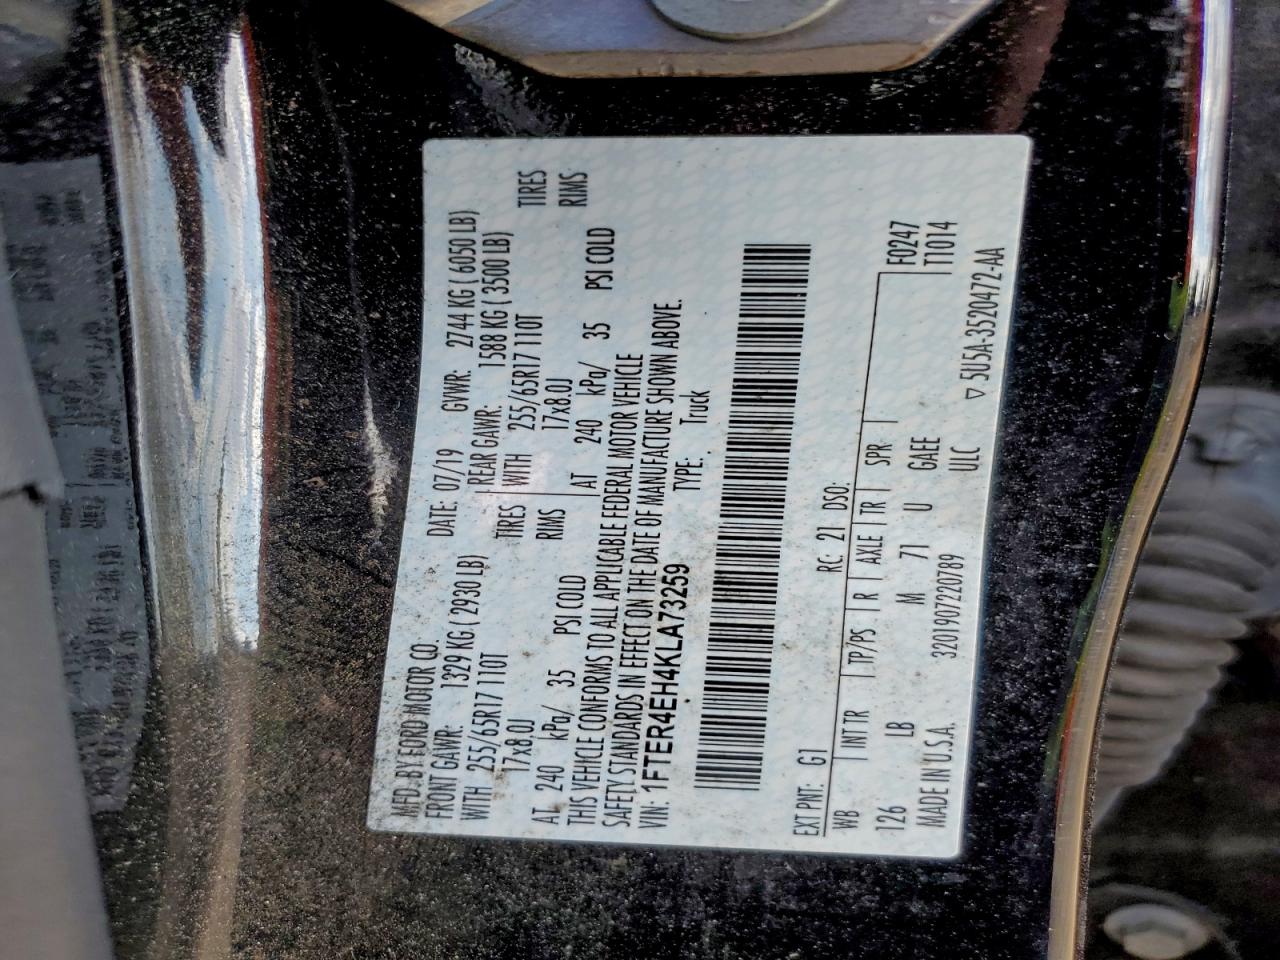 MFD. BY FORD MOTOR CO. DATE: 07/19 GVWR: 2744 KG ( 6050 LB)
FRONT GAWR: 1329 KG ( 2930 LB) REAR GAWR: 1588 KG ( 3500 LB)
WITH 255/65R17 110T TIRES WITH 255/65R17 110T TIRES
17x8.0J RIMS 17x8.0J RIMS
AT 240 kPa/ 35 PSI COLD AT 240 kPa/ 35 PSI COLD
THIS VEHICLE CONFORMS TO ALL APPLICABLE FEDERAL MOTOR VEHICLE
SAFETY STANDARDS IN EFFECT ON THE DATE OF MANUFACTURE SHOWN ABOVE.
VIN: 1FTER4EH4KLA73259 TYPE: Truck
EXT PNT: G1 RC: 21 DSO: F0247
WB INT TR TP/PS R AXLE TR SPR T1014
126 LB M 71 U GAEE
MADE IN U.S.A. 3201907220789 ULC ▽ 5U5A-3520472-AA